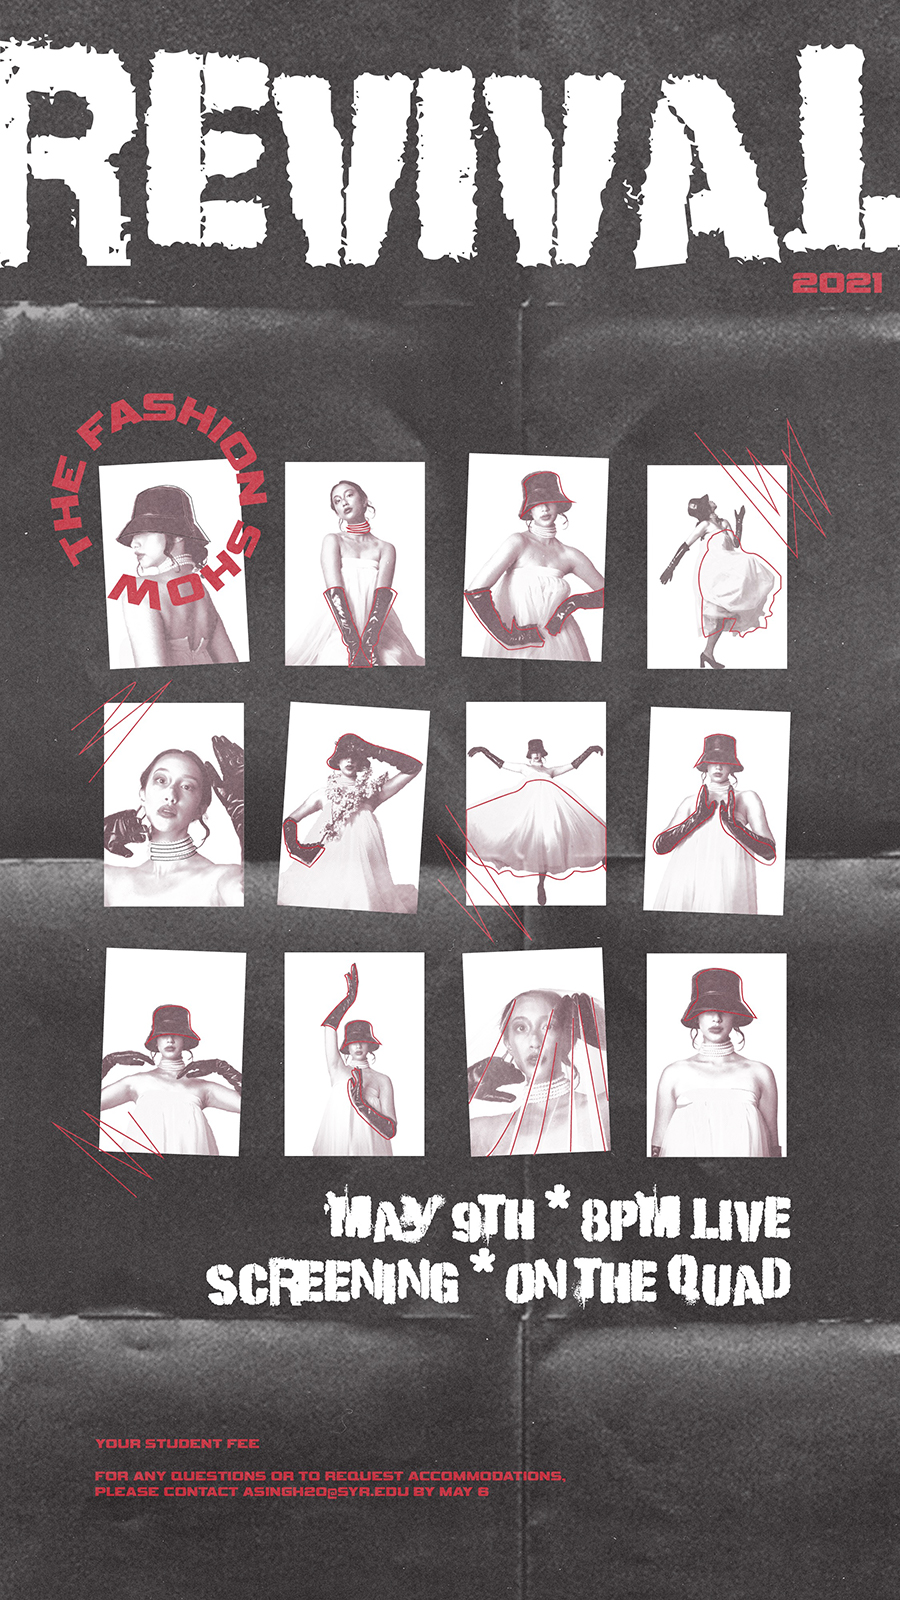 REVIVAL
2021
THE FASHION SHOW
MAY 9TH * 8PM LIVE
SCREENING * ON THE QUAD
YOUR STUDENT FEE
FOR ANY QUESTIONS OR TO REQUEST ACCOMMODATIONS,
PLEASE CONTACT ASINGH20@SYR.EDU BY MAY 6